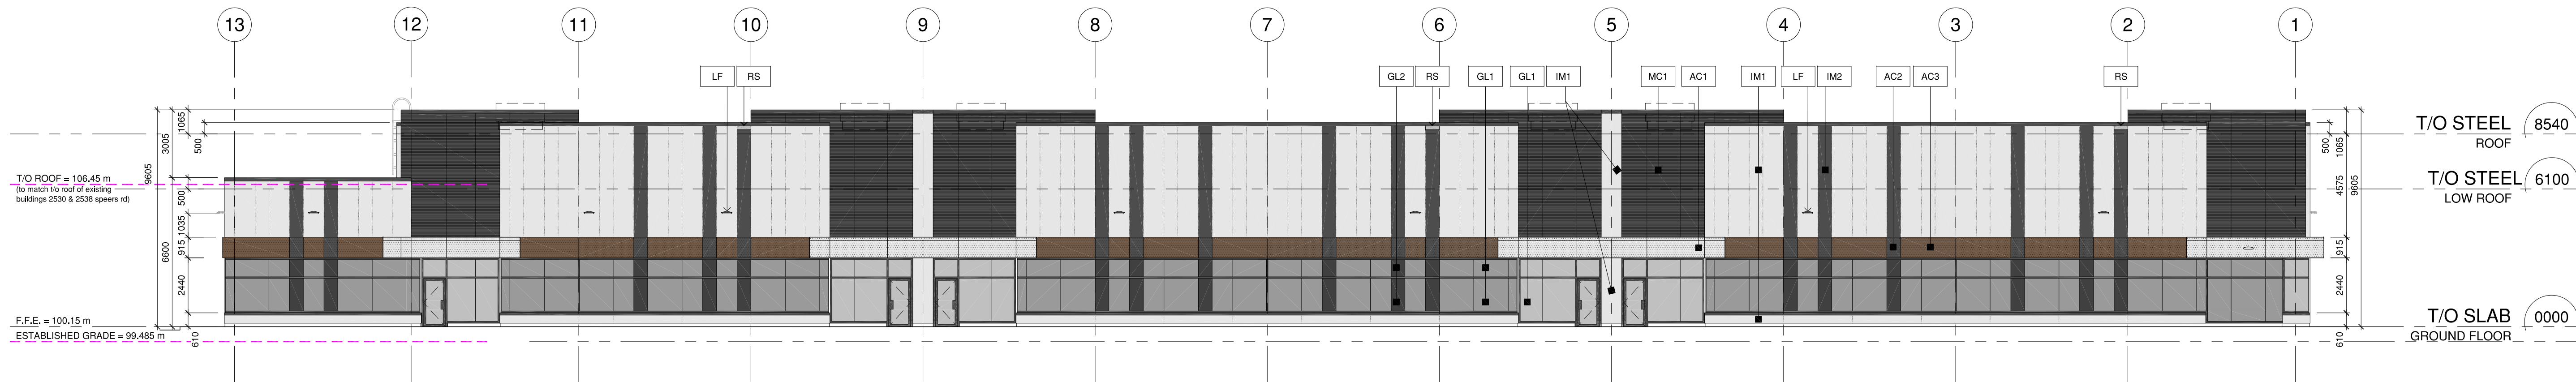 13 12 11 10 9 8 7 6 5 4 3 2 1
LF RS GL2 RS GL1 GL1 IM1 MC1 AC1 IM1 LF IM2 AC2 AC3 RS
9605
3005
1065
500
T/O ROOF = 106.45 m
(to match t/o roof of existing
buildings 2530 & 2538 speers rd)
500
1035
6600
915
2440
F.F.E. = 100.15 m
ESTABLISHED GRADE = 99.485 m
610
500
1065
4575
9605
915
2440
610
T/O STEEL 8540
ROOF
T/O STEEL 6100
LOW ROOF
T/O SLAB 0000
GROUND FLOOR